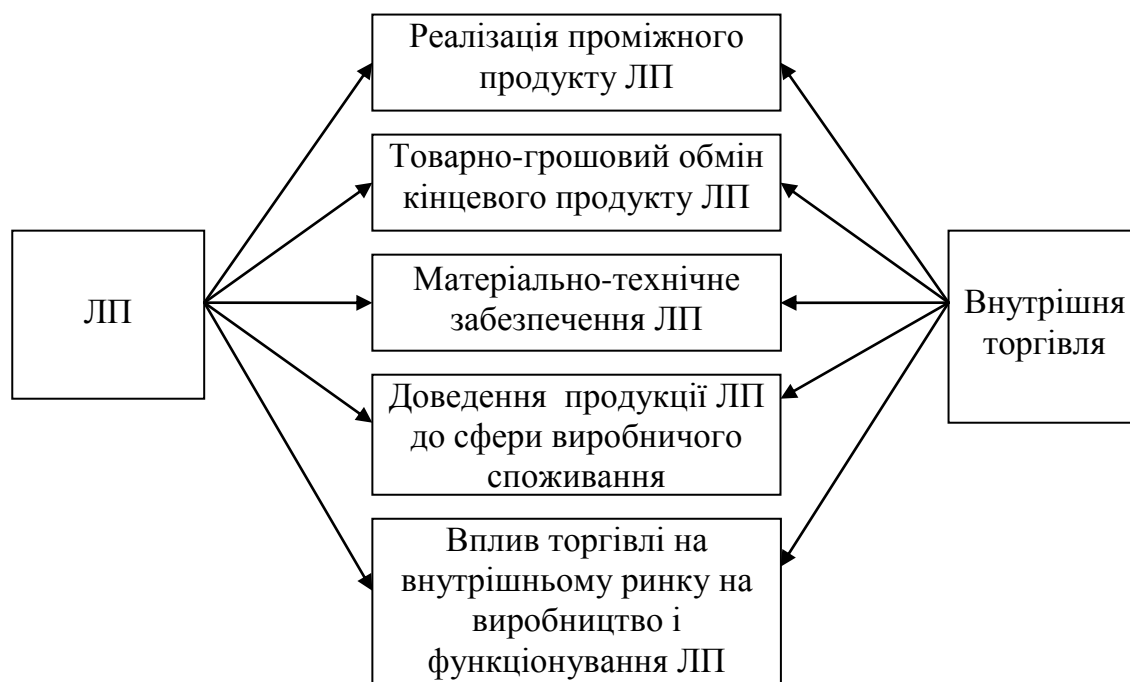 Реалізація проміжного
продукту ЛП
Товарно-грошовий обмін
кінцевого продукту ЛП
ЛП
Матеріально-технічне
забезпечення ЛП
Внутрішня
торгівля
Доведення  продукції ЛП
до сфери виробничого
споживання
Вплив торгівлі на
внутрішньому ринку на
виробництво і
функціонування ЛП